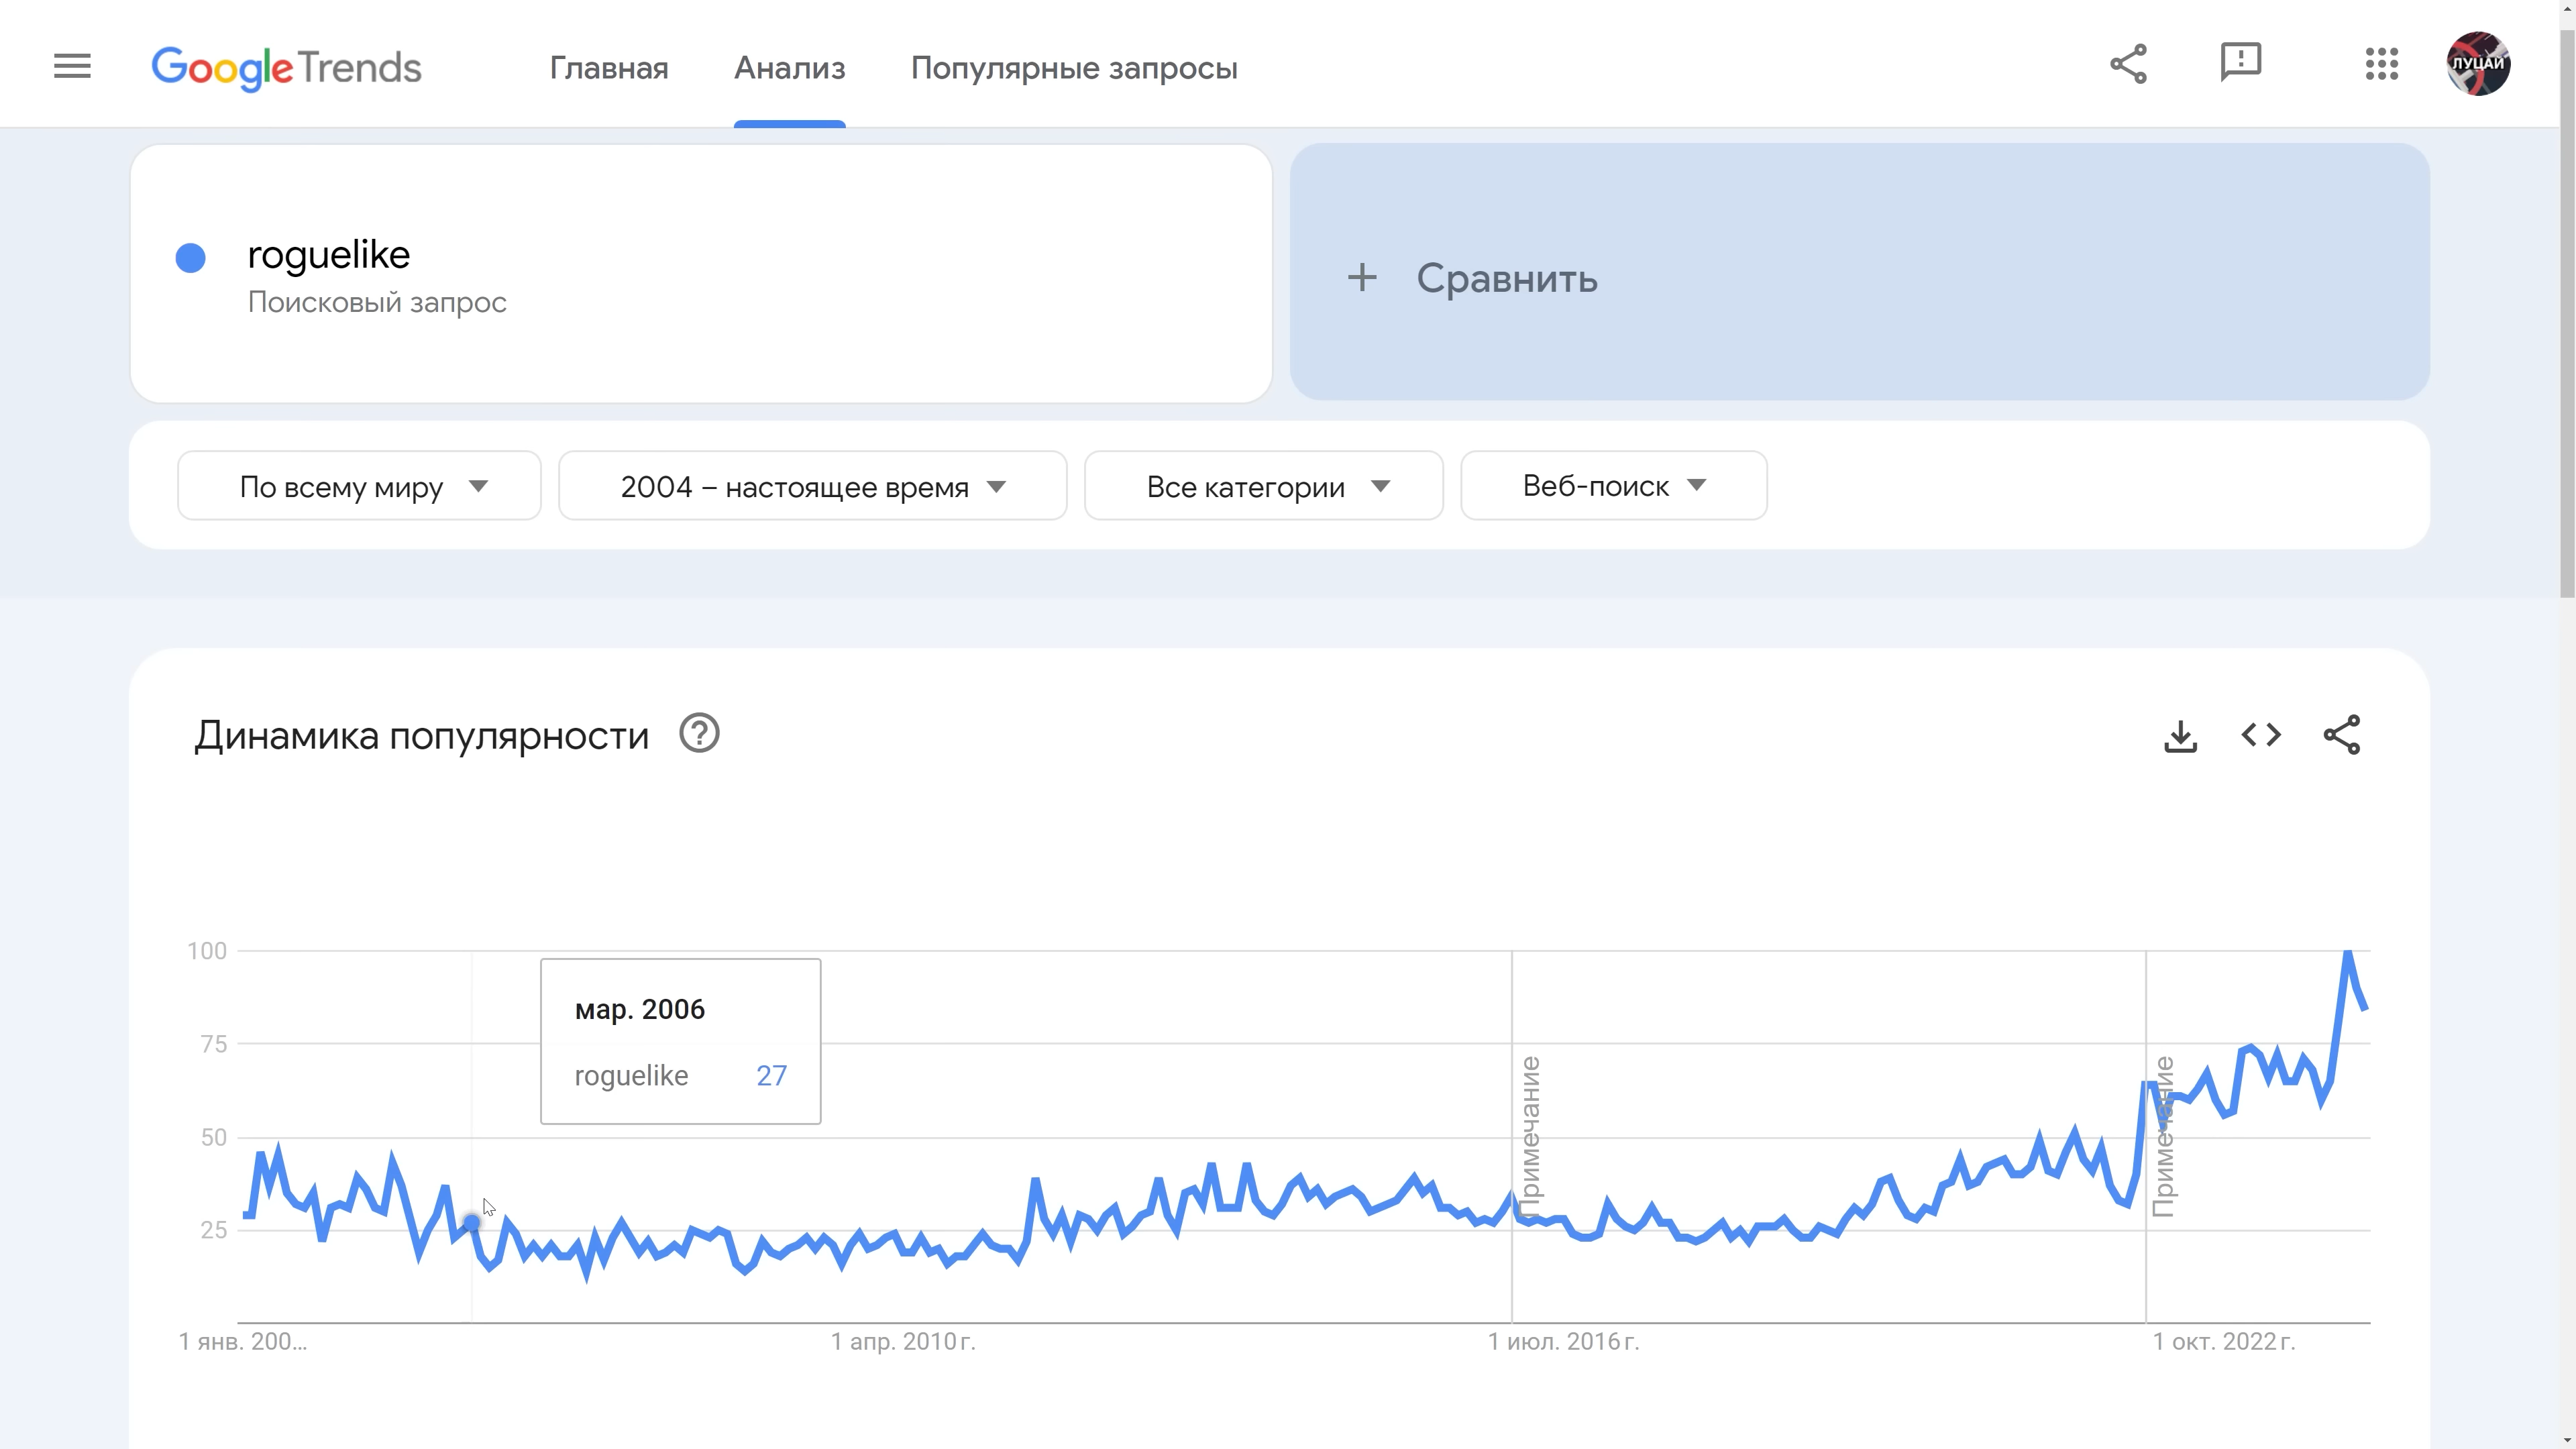 Google Trends
Главная
Анализ
Популярные запросы
ЛУЦАЙ
roguelike
Поисковый запрос
+ Сравнить
По всему миру
2004 – настоящее время
Все категории
Веб-поиск
Динамика популярности
100
75
50
25
мар. 2006
roguelike 27
Примечание
Примечание
1 янв. 200...
1 апр. 2010 г.
1 июл. 2016 г.
1 окт. 2022 г.